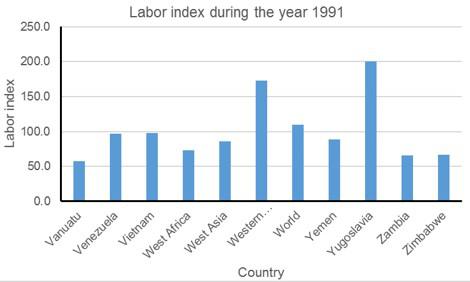 Labor index during the year 1991
250.0
200.0
150.0
100.0
50.0
0.0
Labor index
Vanuatu
Venezuela
Vietnam
West Africa
West Asia
Western...
World
Yemen
Yugoslavia
Zambia
Zimbabwe
Country